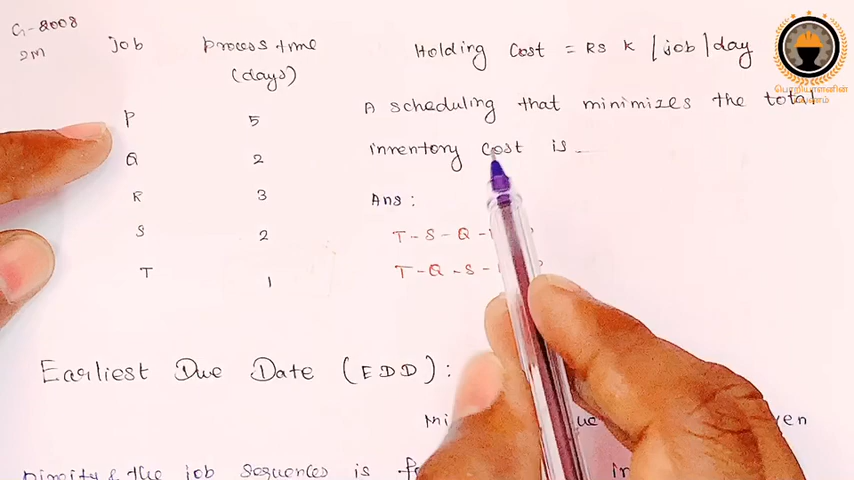 G-2008
2M
job process time (days)
Holding Cost = RS K /job/day
A scheduling that minimizes the total
inventory cost is
P 5
Q 2
R 3
S 2
T 1
Ans:
T-S-Q-
T-Q-S-
Earliest Due Date (EDD):
job sequences is
பொறியாளனின்